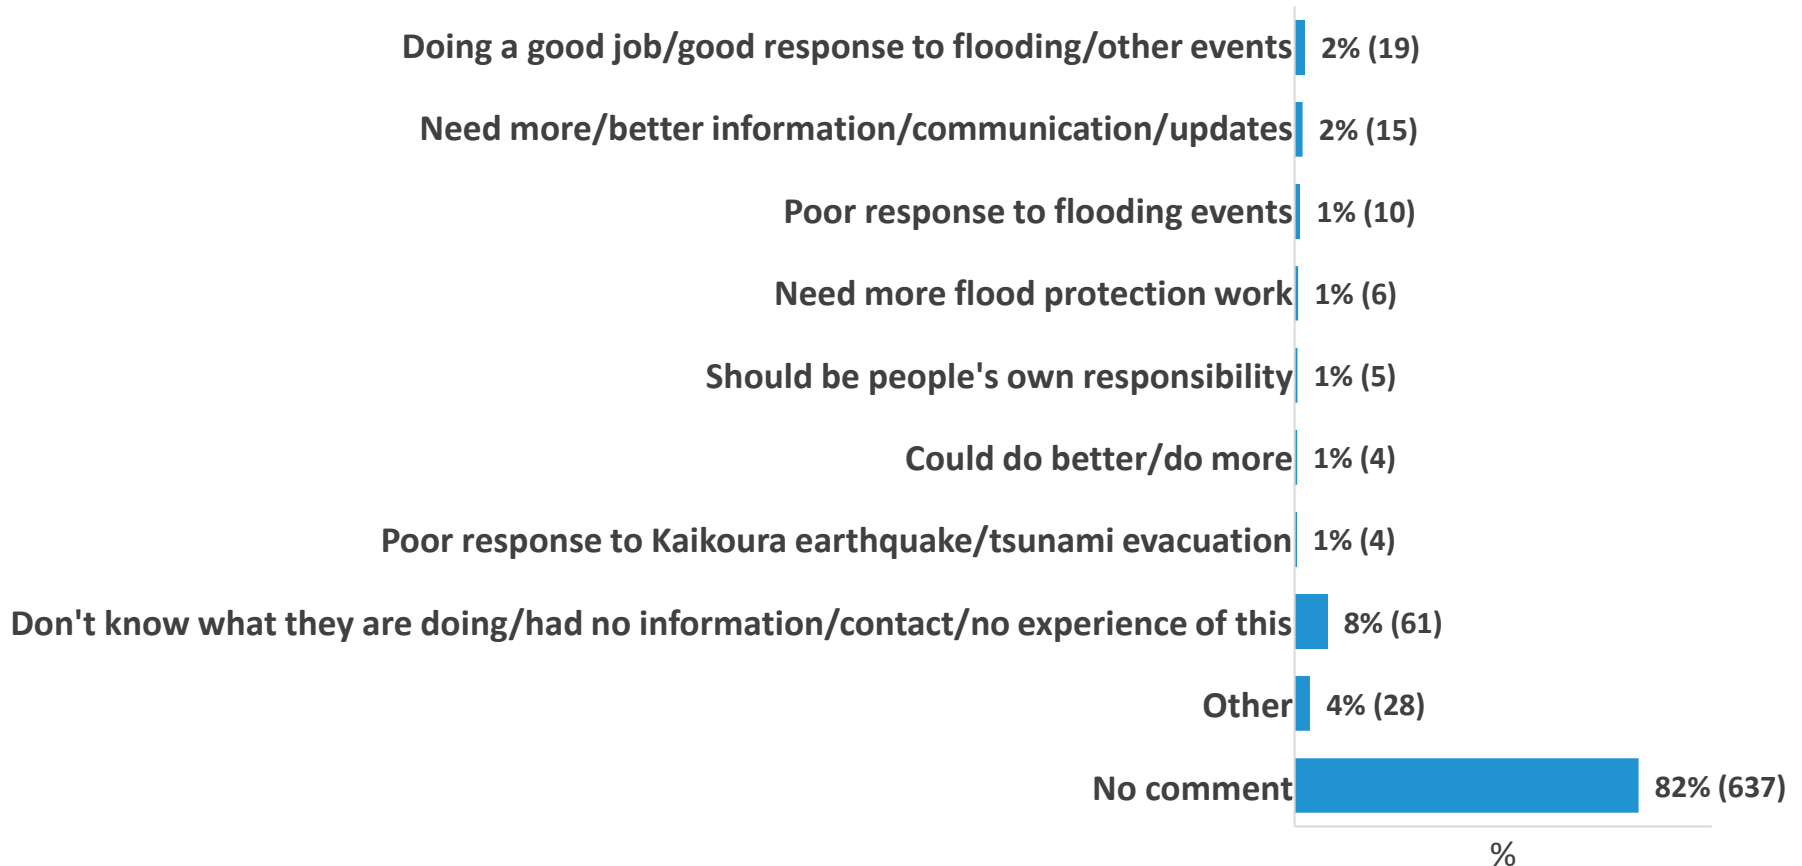 Doing a good job/good response to flooding/other events 2% (19)
Need more/better information/communication/updates 2% (15)
Poor response to flooding events 1% (10)
Need more flood protection work 1% (6)
Should be people's own responsibility 1% (5)
Could do better/do more 1% (4)
Poor response to Kaikoura earthquake/tsunami evacuation 1% (4)
Don't know what they are doing/had no information/contact/no experience of this 8% (61)
Other 4% (28)
No comment 82% (637)
%